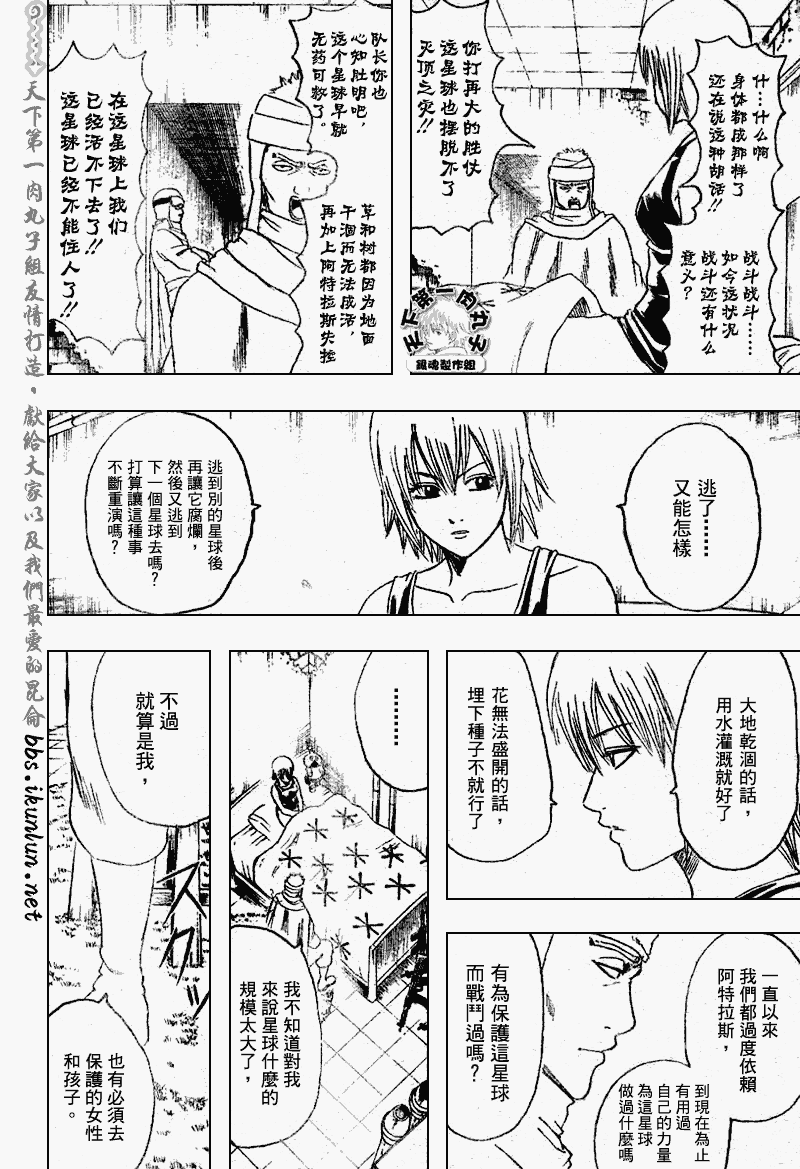 什…什么啊
身体都成那样了
还在说这种胡话!!
战斗战斗……
如今这状况
战斗还有什么
意义?
你打再大的胜仗
这星球也摆脱不了
灭顶之灾!!
队长你也
心知肚明吧,
这个星球早就
无药可救了。
草和树都因为地面
干涸而无法成活,
再加上阿特拉斯失控
在这星球上我们
已经活不下去了!!
这星球已经不能住人了!!
天下第一肉丸子
銀魂製作組
逃了……
又能怎樣
逃到別的星球後
再讓它腐爛,
然後又逃到
下一個星球去嗎?
打算讓這種事
不斷重演嗎?
大地乾涸的話,
用水灌溉就好了
花無法盛開的話,
埋下種子不就行了
一直以來
我們都過度依賴
阿特拉斯,
到現在為止
有用過
自己的力量
為這星球
做過什麼嗎
有為保護這星球
而戰鬥過嗎?
………
我不知道對我
來說星球什麼的
規模太大了,
不過
就算是我,
ズッ
也有必須去
保護的女性
和孩子。
天下第一肉丸子組友情打造,獻給大家以及我們最愛的昆侖bbs.ikunlun.net